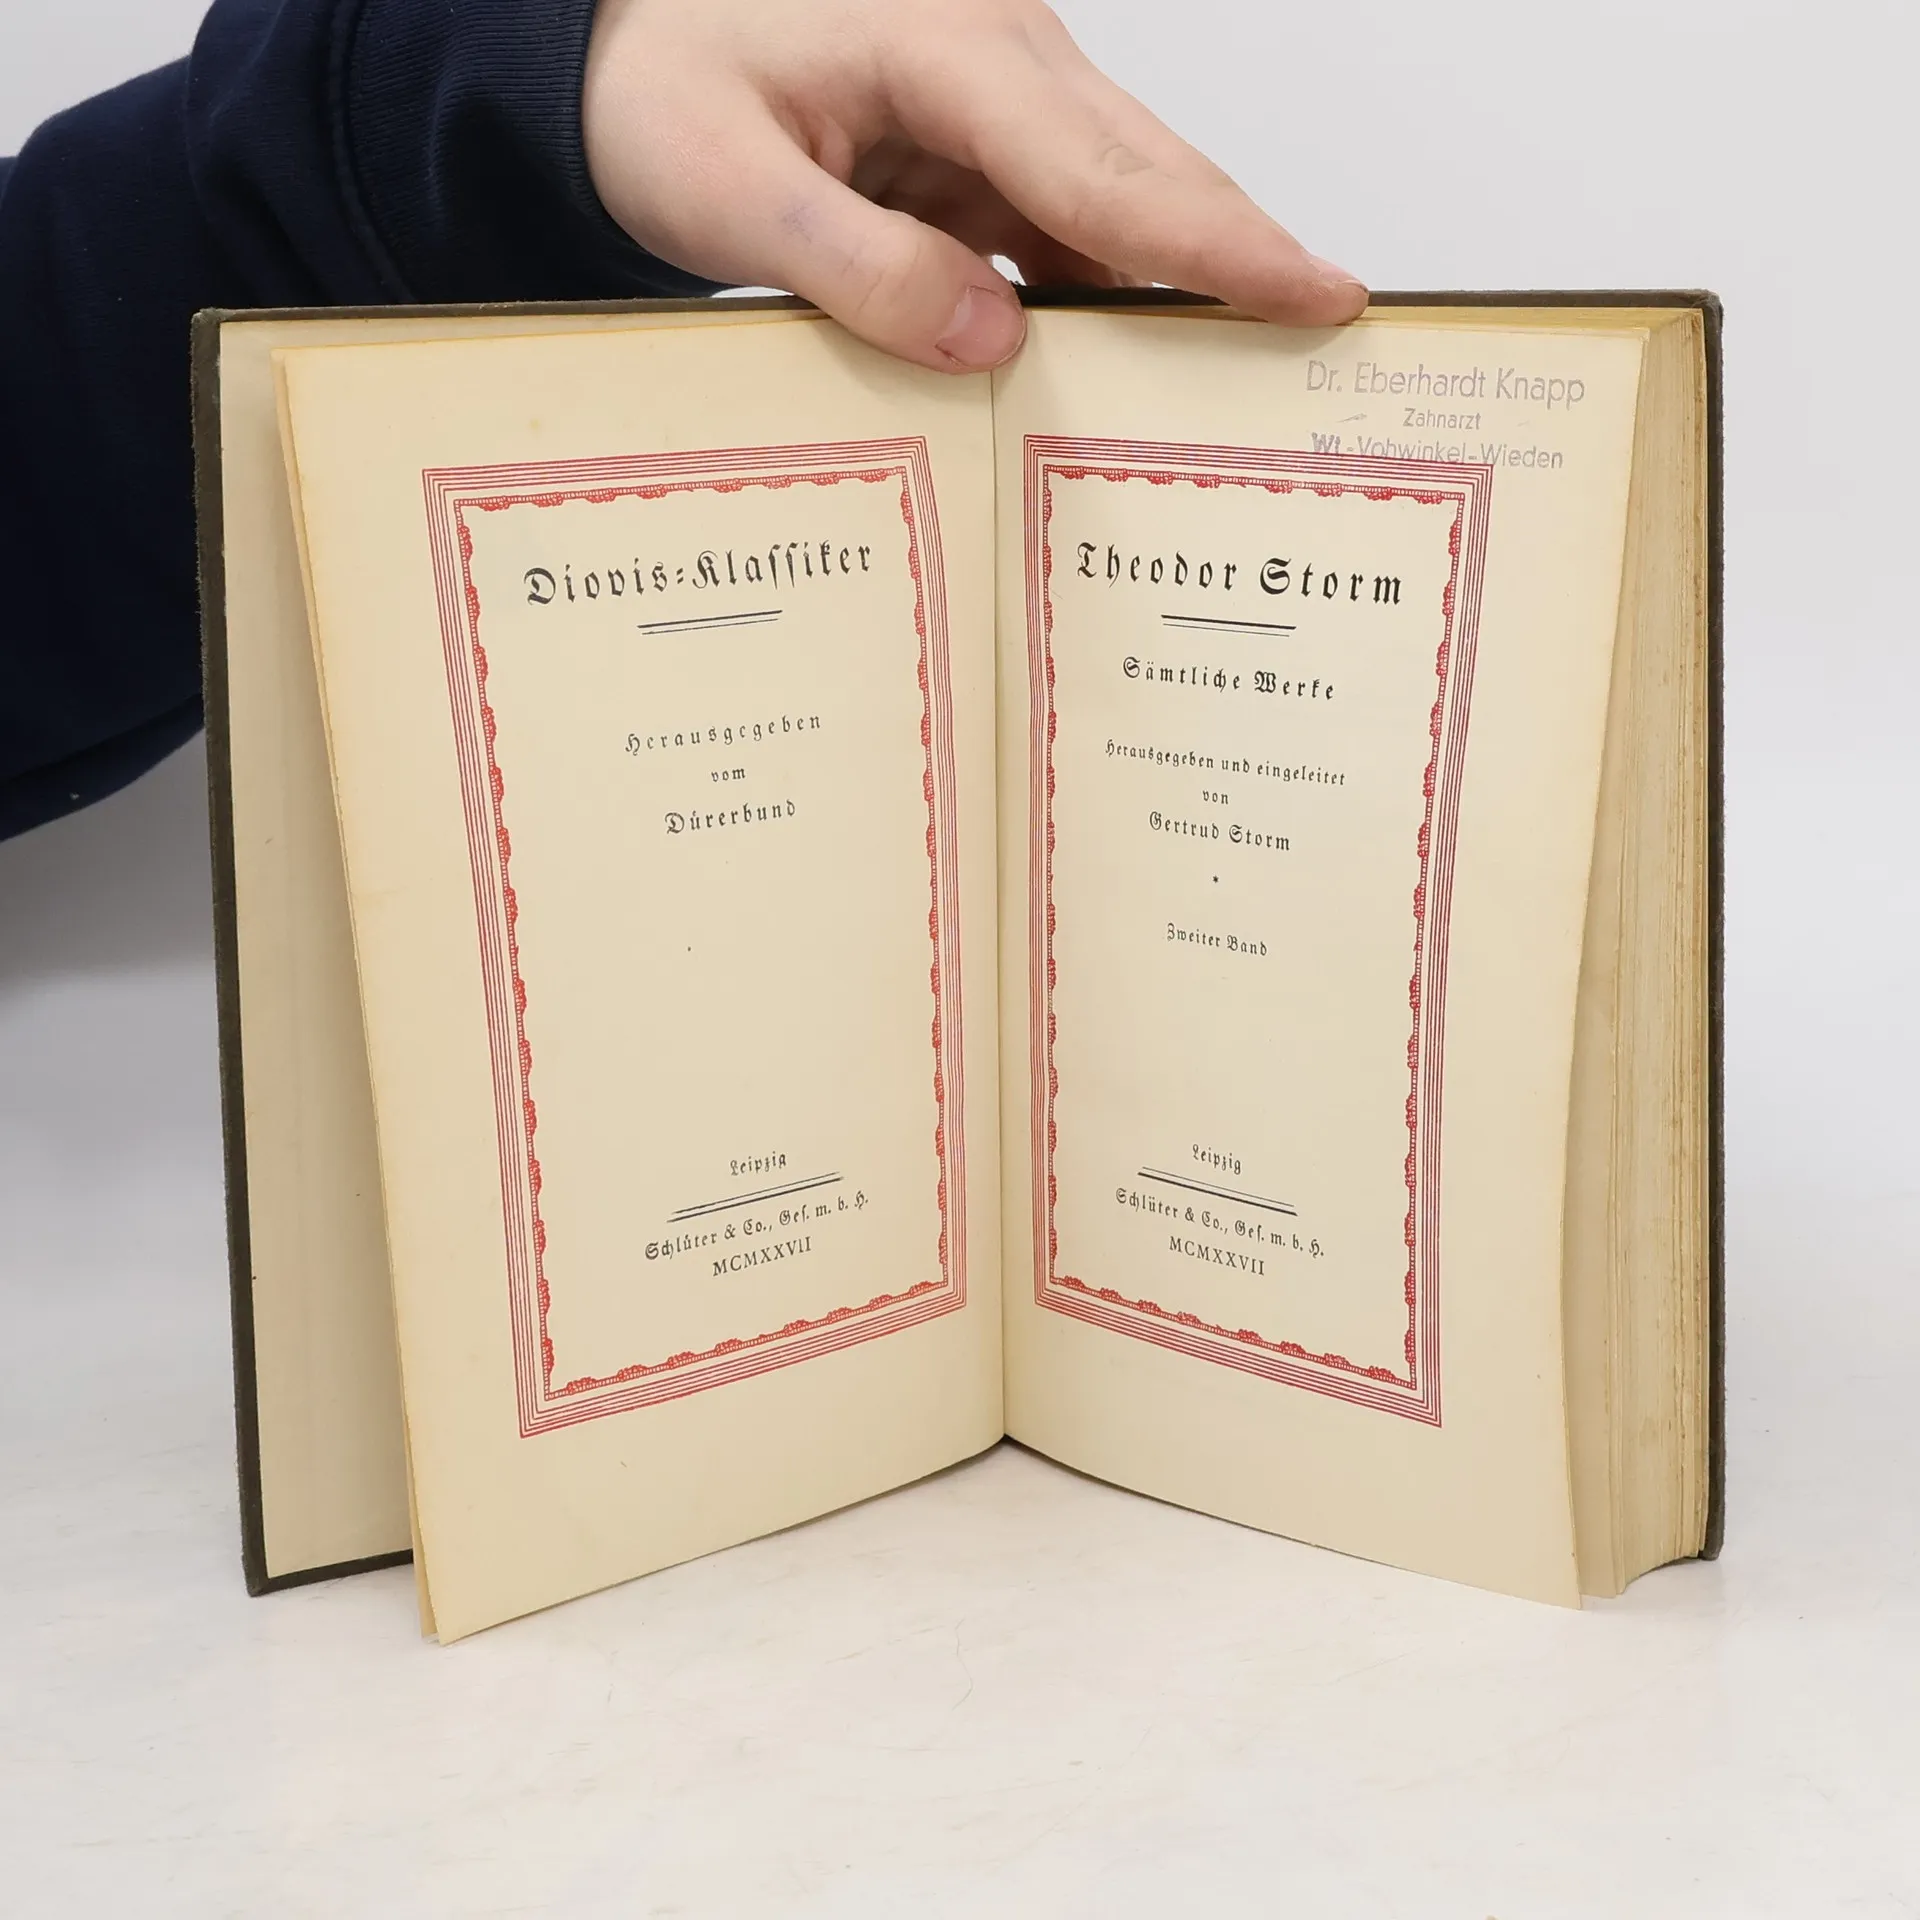 Diovis=Klassiker
Herausgegeben
vom
Dürerbund
Leipzig
Schlüter & Co., Ges. m. b. H.
MCMXXVII
Dr. Eberhardt Knapp
Zahnarzt
Wt.-Vohwinkel-Wieden
Theodor Storm
Sämtliche Werke
Herausgegeben und eingeleitet
von
Gertrud Storm
*
Zweiter Band
Leipzig
Schlüter & Co., Ges. m. b. H.
MCMXXVII